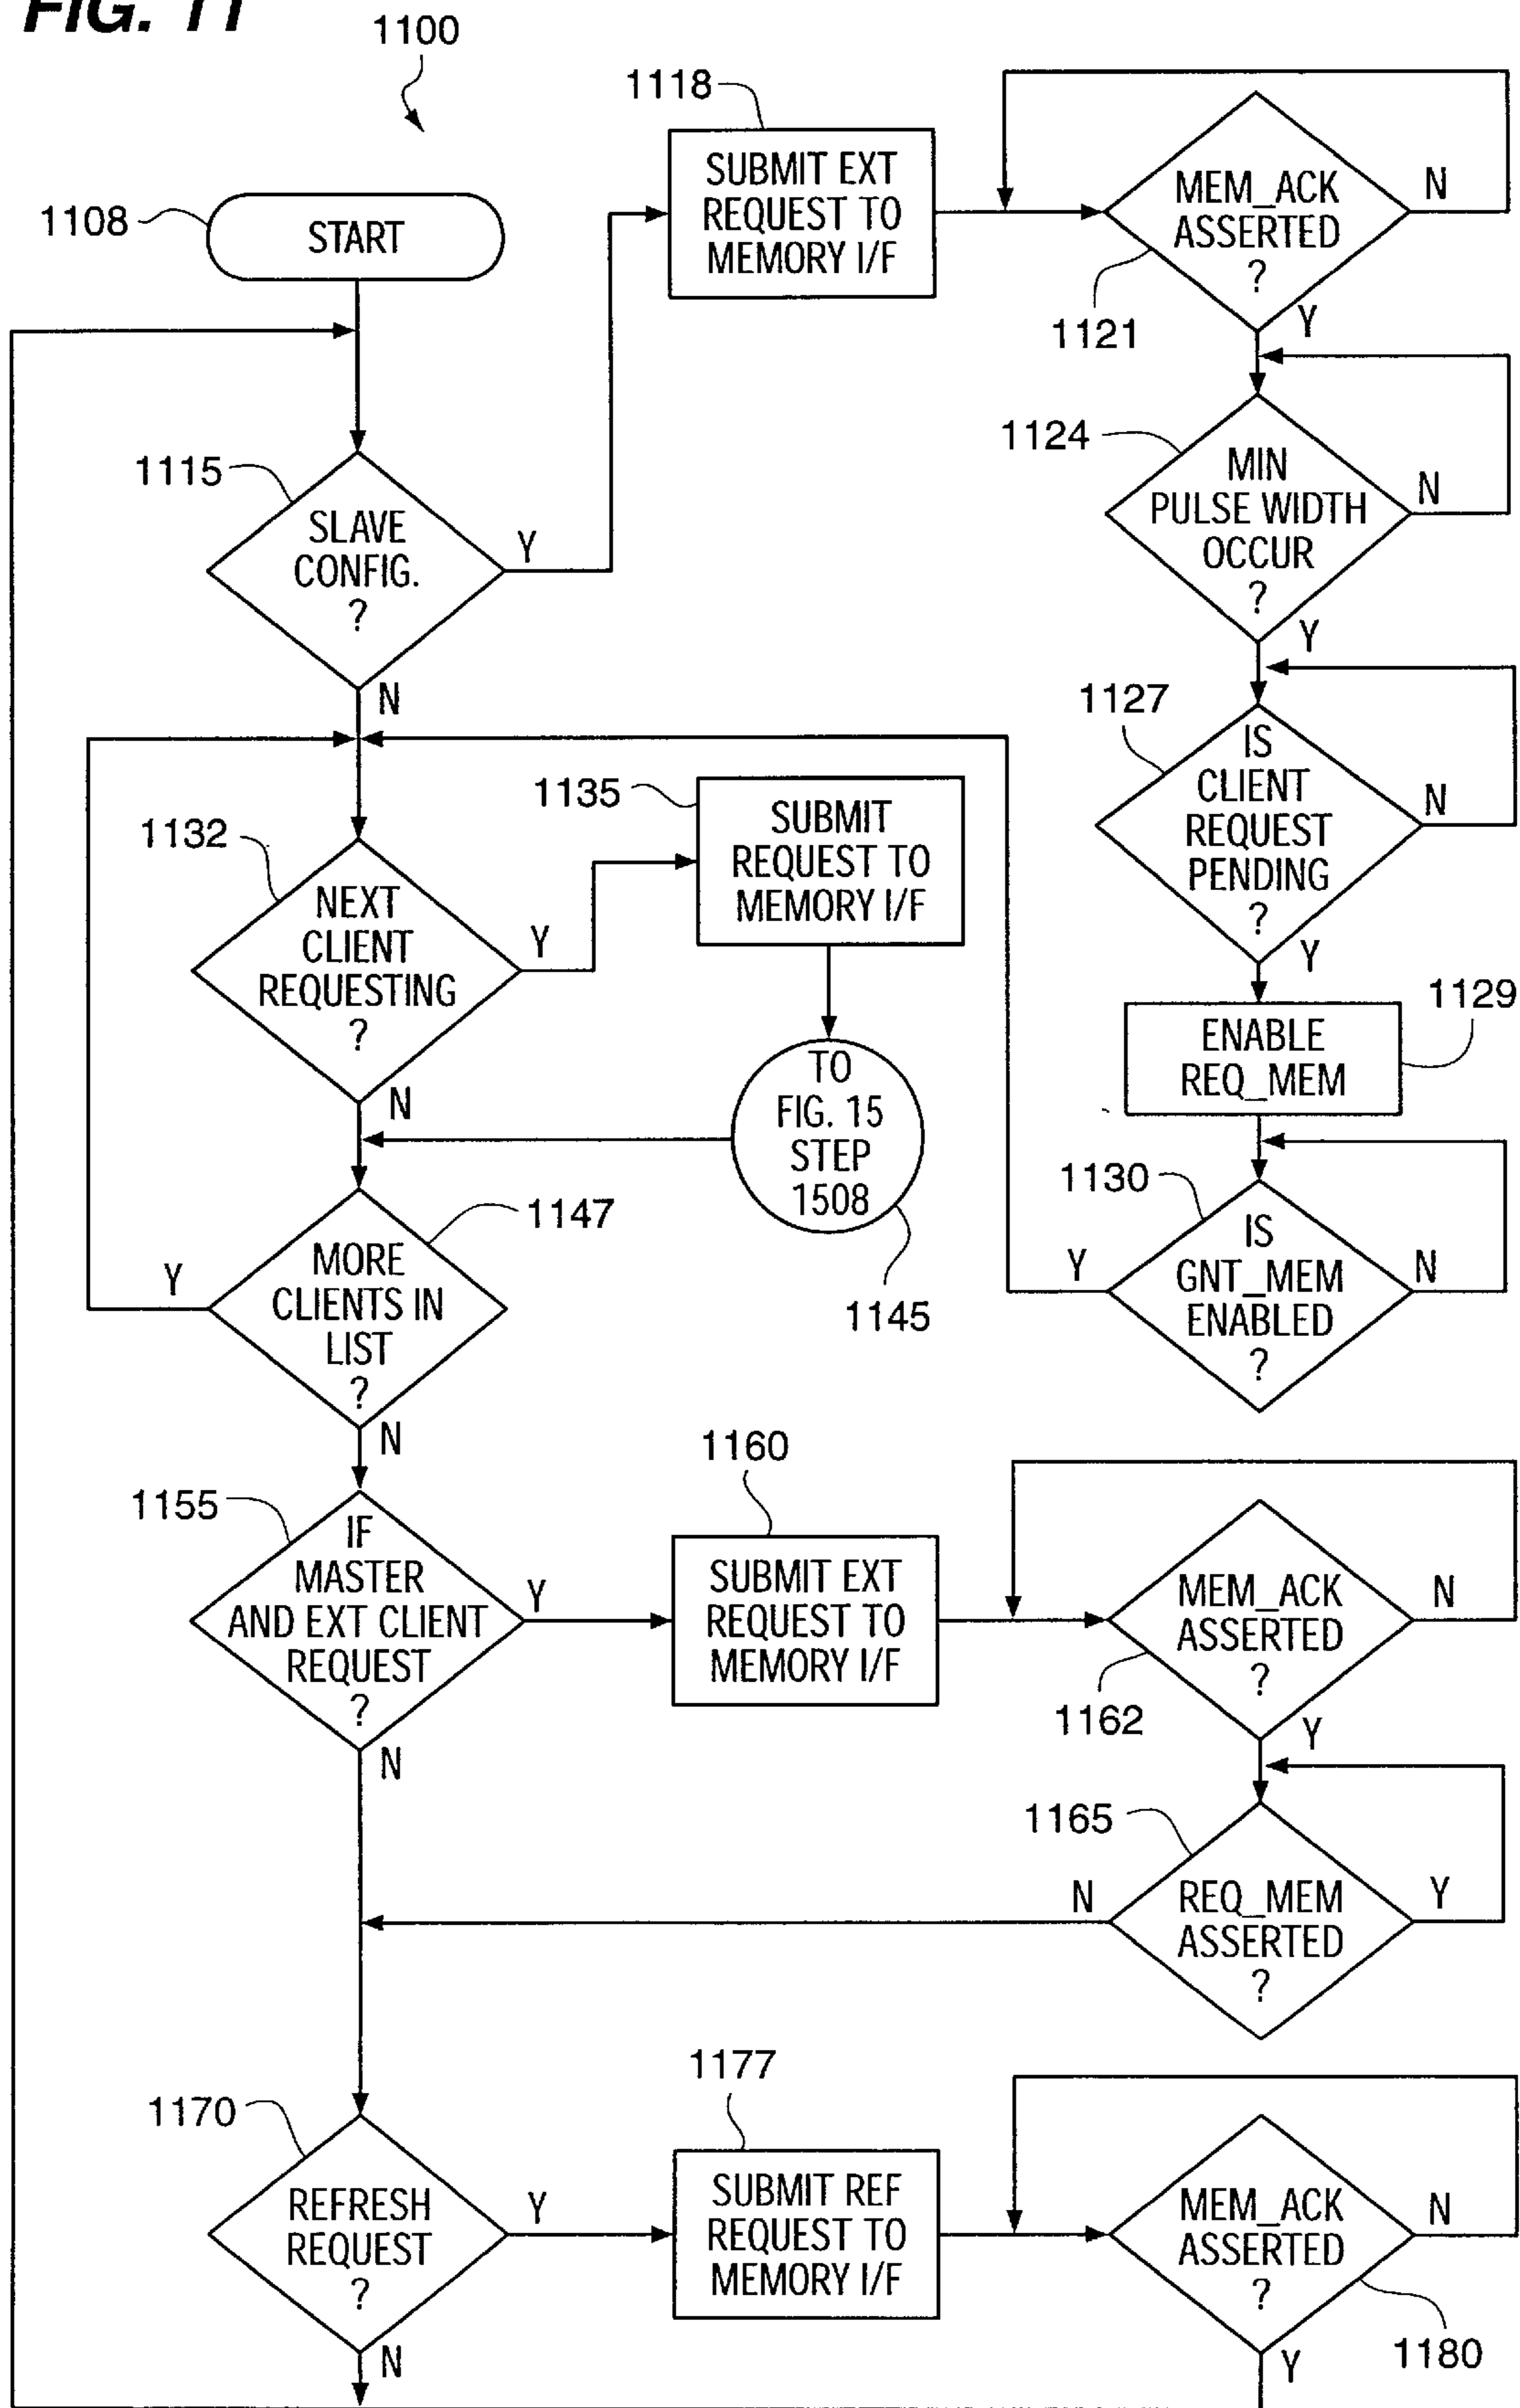 FIG. 11
1100
1108
START
1118
SUBMIT EXT
REQUEST TO
MEMORY I/F
MEM_ACK
ASSERTED
?
N
Y
1121
1115
SLAVE
CONFIG.
?
Y
N
1124
MIN
PULSE WIDTH
OCCUR
?
N
Y
1127
IS
CLIENT
REQUEST
PENDING
?
N
Y
1129
ENABLE
REQ_MEM
1130
IS
GNT_MEM
ENABLED
?
Y
N
1132
NEXT
CLIENT
REQUESTING
?
Y
N
1135
SUBMIT
REQUEST TO
MEMORY I/F
TO
FIG. 15
STEP
1508
1145
1147
MORE
CLIENTS IN
LIST
?
Y
N
1155
IF
MASTER
AND EXT CLIENT
REQUEST
?
Y
N
1160
SUBMIT EXT
REQUEST TO
MEMORY I/F
MEM_ACK
ASSERTED
?
N
Y
1162
1165
REQ_MEM
ASSERTED
?
N
Y
1170
REFRESH
REQUEST
?
Y
N
1177
SUBMIT REF
REQUEST TO
MEMORY I/F
MEM_ACK
ASSERTED
?
N
Y
1180